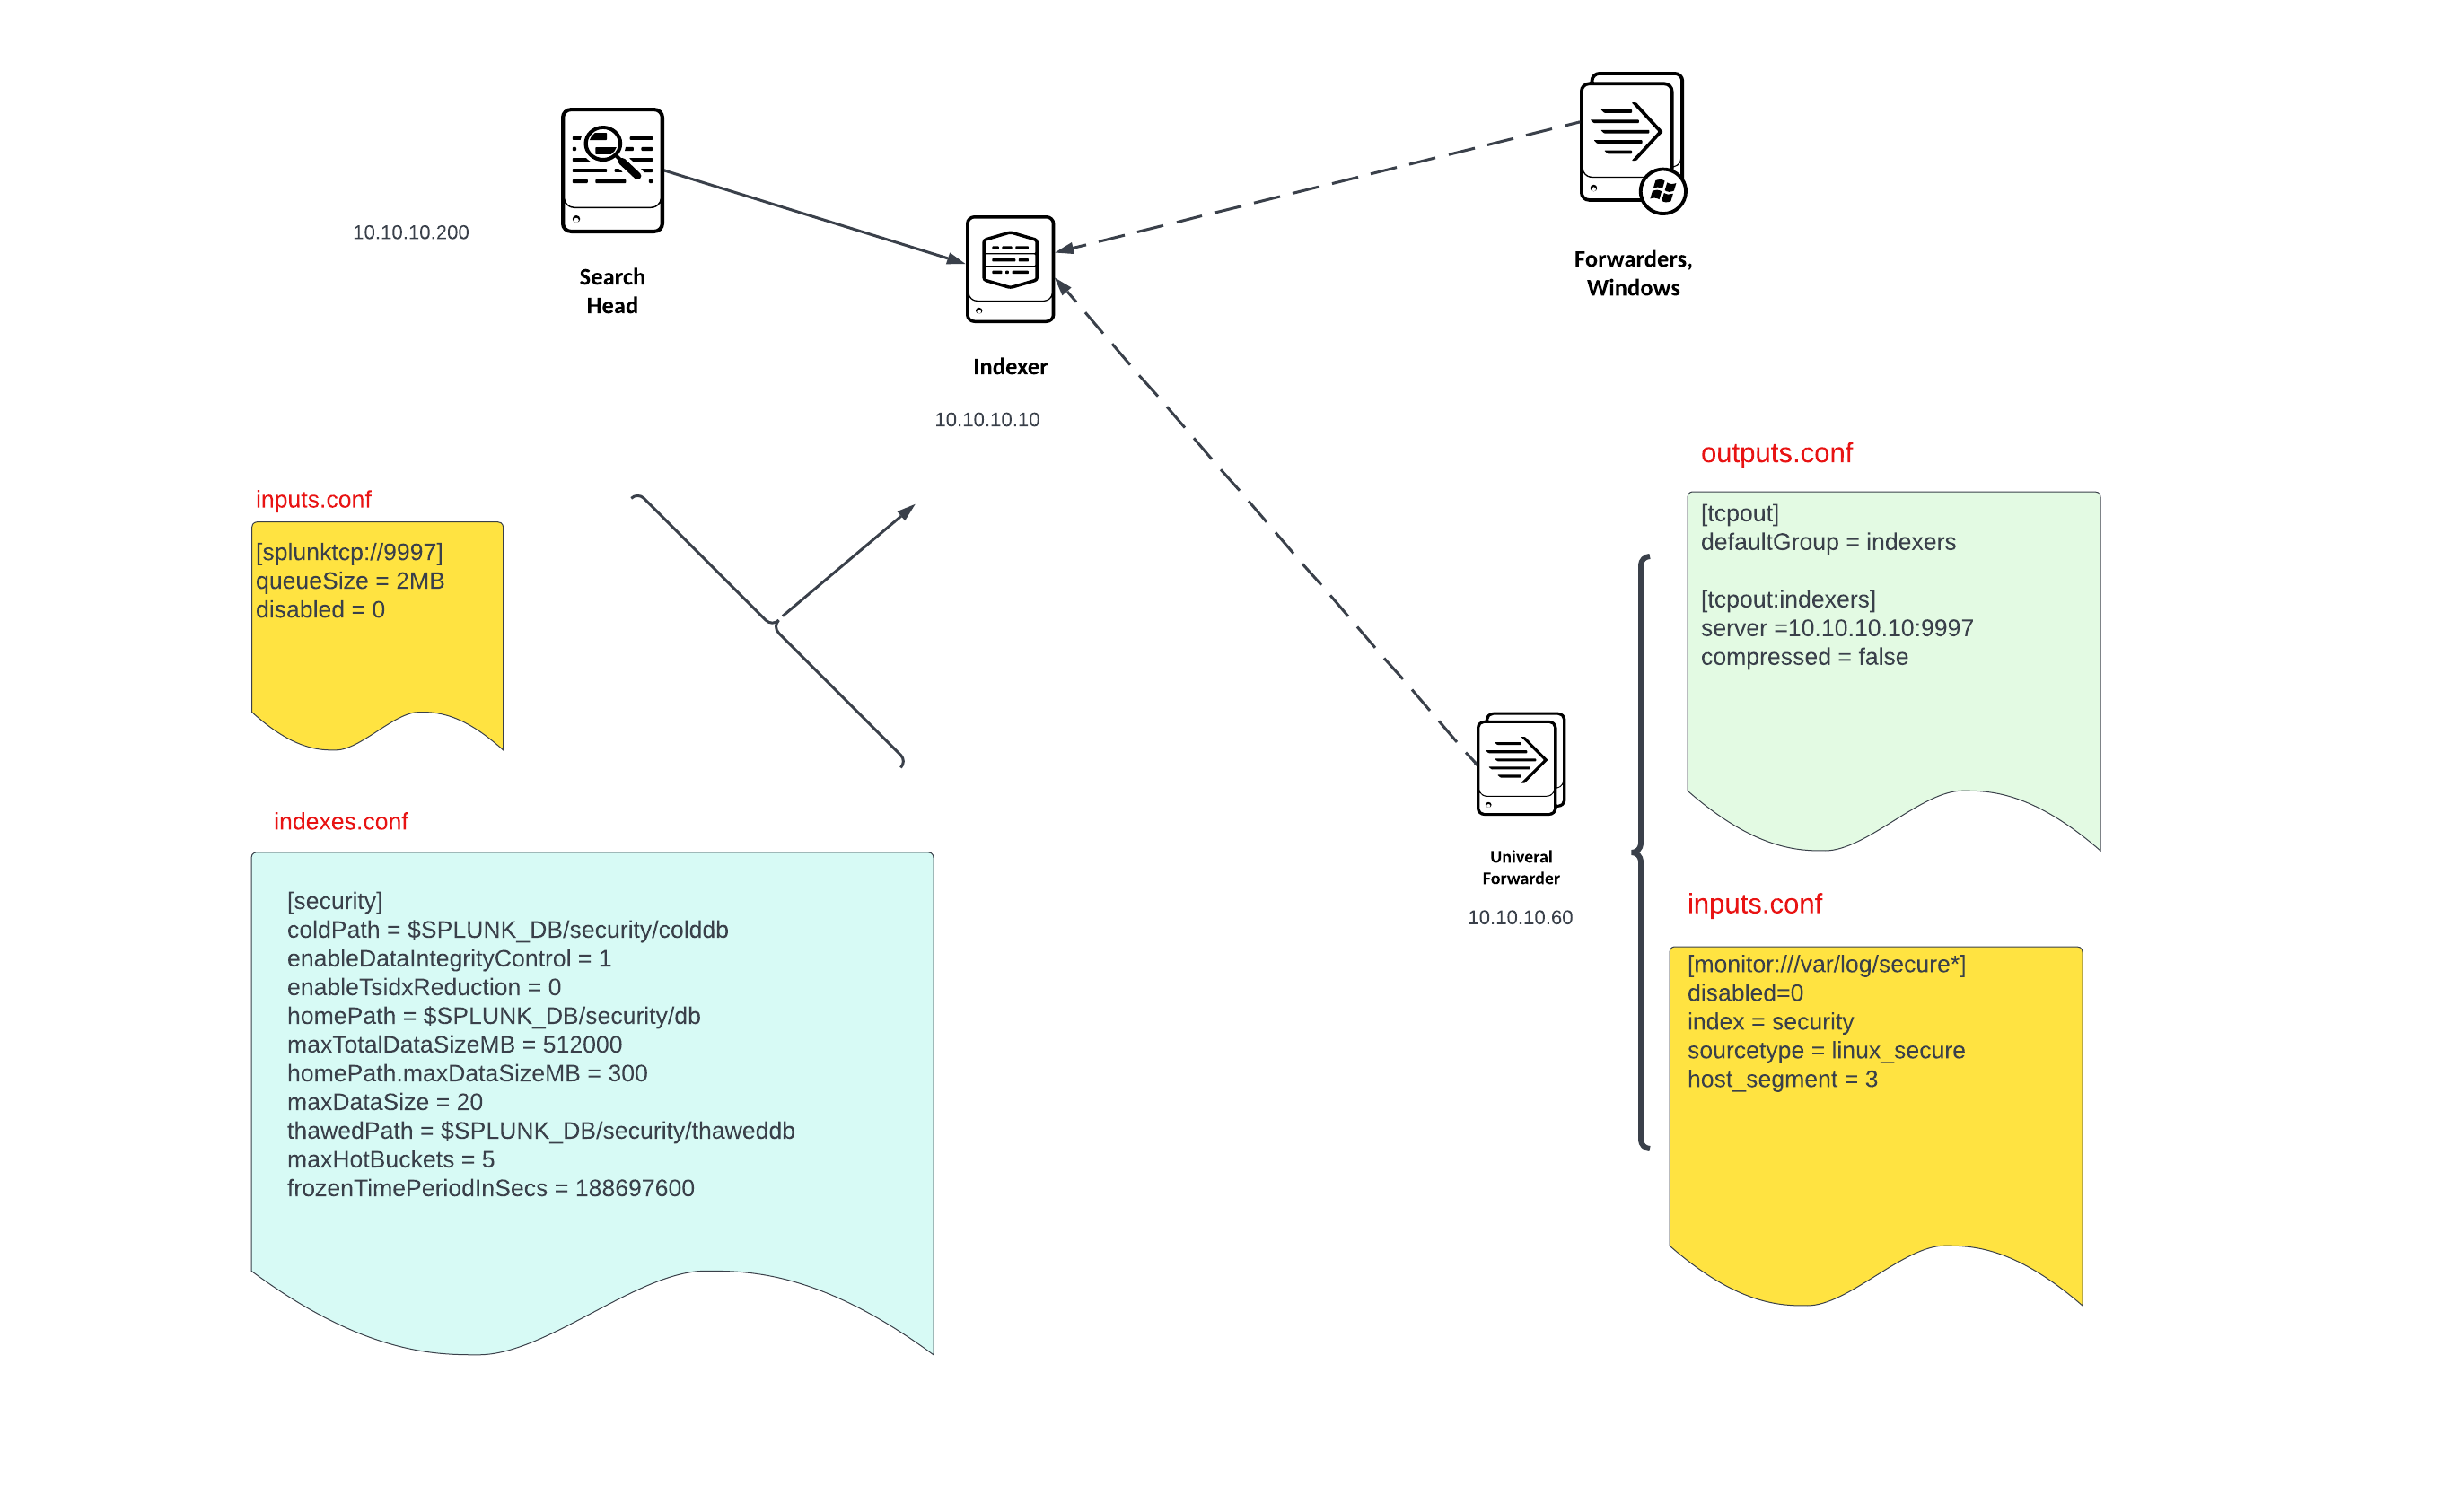 10.10.10.200
Search
Head
Indexer
10.10.10.10
Forwarders,
Windows
inputs.conf
[splunktcp://9997]
queueSize = 2MB
disabled = 0
indexes.conf
[security]
coldPath = $SPLUNK_DB/security/colddb
enableDataIntegrityControl = 1
enableTsidxReduction = 0
homePath = $SPLUNK_DB/security/db
maxTotalDataSizeMB = 512000
homePath.maxDataSizeMB = 300
maxDataSize = 20
thawedPath = $SPLUNK_DB/security/thaweddb
maxHotBuckets = 5
frozenTimePeriodInSecs = 188697600
Univeral
Forwarder
10.10.10.60
outputs.conf
[tcpout]
defaultGroup = indexers
[tcpout:indexers]
server =10.10.10.10:9997
compressed = false
inputs.conf
[monitor:///var/log/secure*]
disabled=0
index = security
sourcetype = linux_secure
host_segment = 3